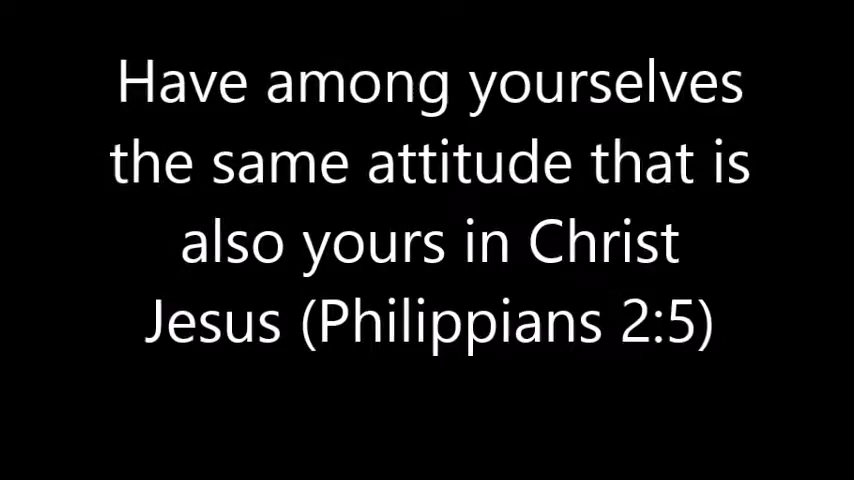 Have among yourselves
the same attitude that is
also yours in Christ
Jesus (Philippians 2:5)